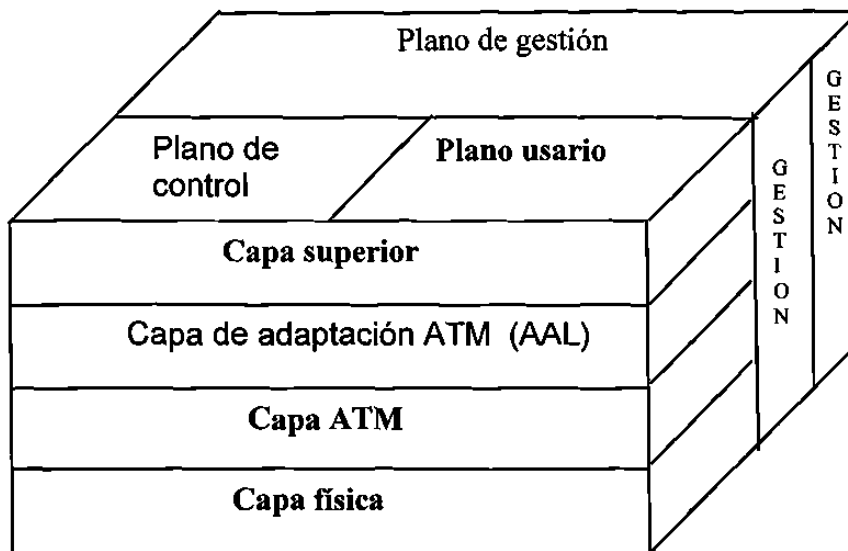 Plano de gestión
Plano de
control
Plano usario
Capa superior
Capa de adaptación ATM (AAL)
Capa ATM
Capa física
GESTION
GESTION